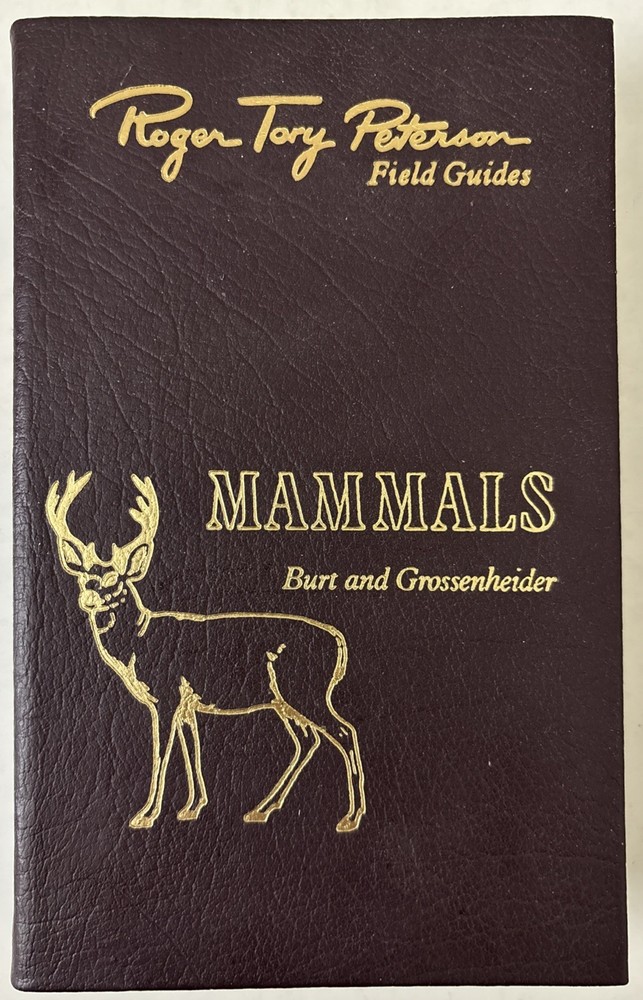 Roger Tory Peterson
Field Guides
MAMMALS
Burt and Grossenheider